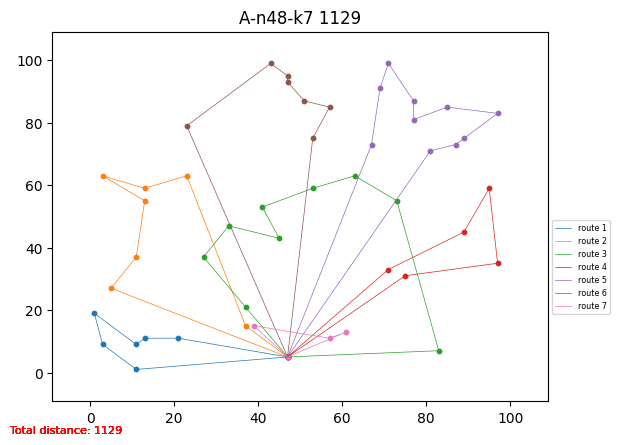 A-n48-k7 1129
100
80
60
40
20
0
0 20 40 60 80 100
route 1
route 2
route 3
route 4
route 5
route 6
route 7
Total distance: 1129